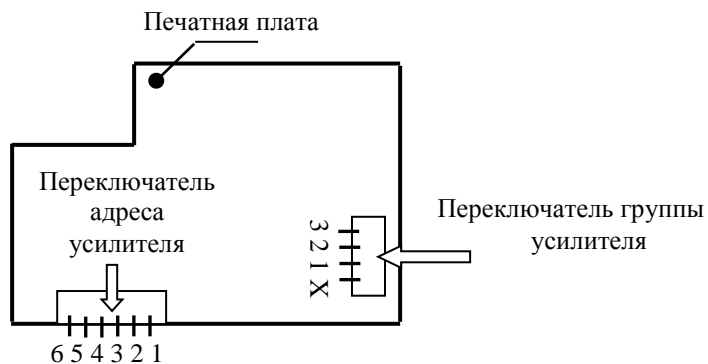 Печатная плата
Переключатель
адреса
усилителя
3 2 1 X
Переключатель группы
усилителя
6 5 4 3 2 1